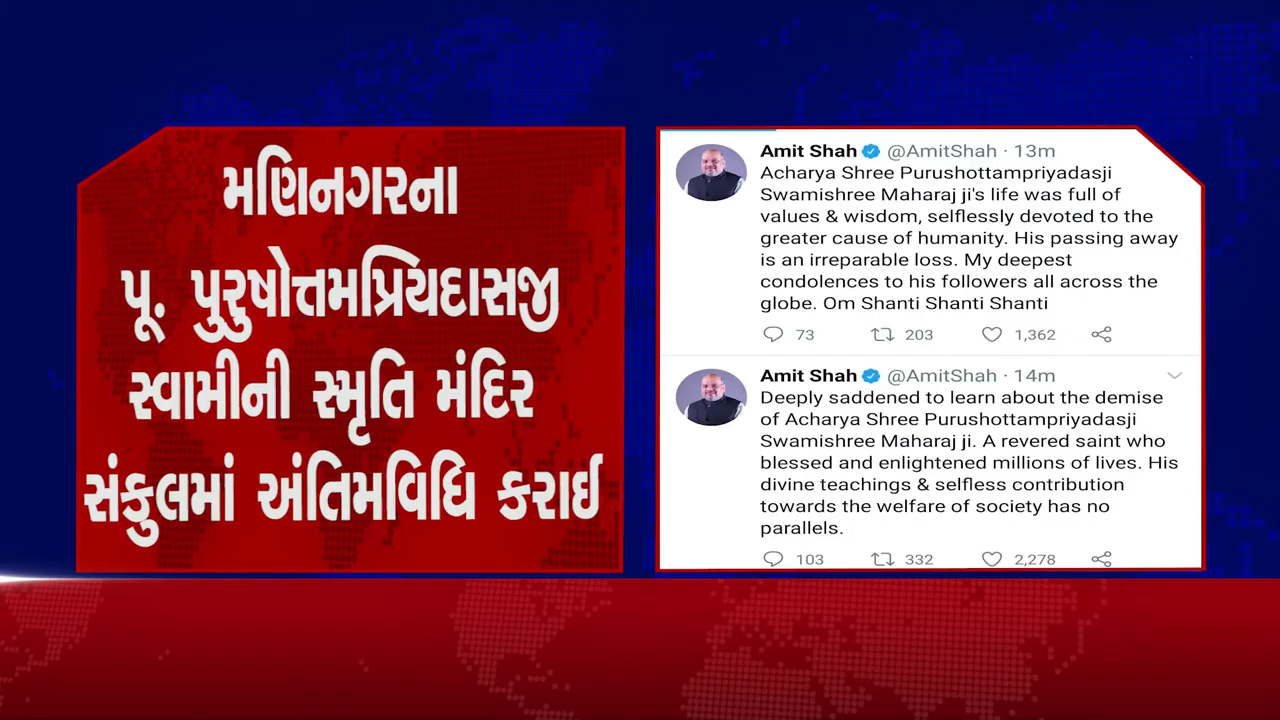 મણિનગરના
પૂ. પુરુષોત્તમપ્રિયદાસજી
સ્વામીની સ્મૃતિ મંદિર
સંકુલમાં અંતિમવિધિ કરાઈ
Amit Shah @AmitShah · 13m
Acharya Shree Purushottampriyadasji
Swamishree Maharaj ji's life was full of
values & wisdom, selflessly devoted to the
greater cause of humanity. His passing away
is an irreparable loss. My deepest
condolences to his followers all across the
globe. Om Shanti Shanti Shanti
73 203 1,362
Amit Shah @AmitShah · 14m
Deeply saddened to learn about the demise
of Acharya Shree Purushottampriyadasji
Swamishree Maharaj ji. A revered saint who
blessed and enlightened millions of lives. His
divine teachings & selfless contribution
towards the welfare of society has no
parallels.
103 332 2,278